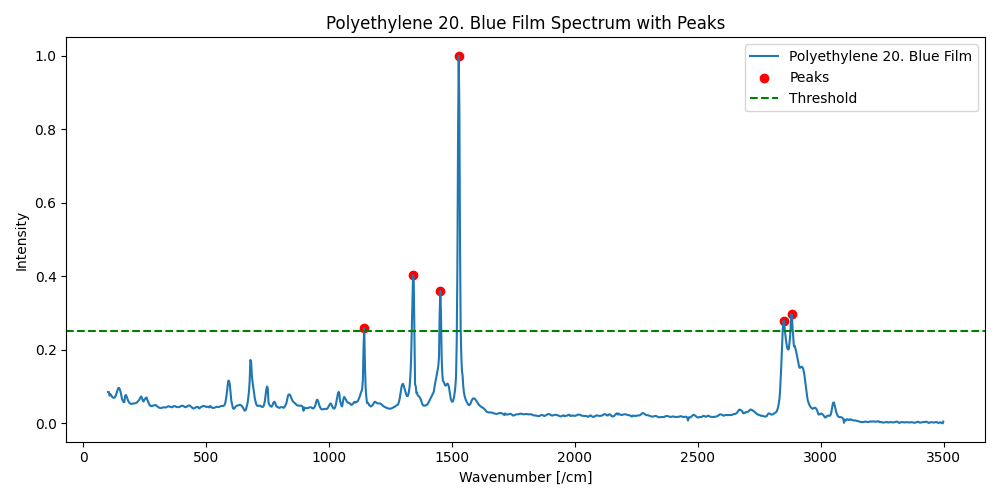 Polyethylene 20. Blue Film Spectrum with Peaks
Polyethylene 20. Blue Film
Peaks
Threshold
Intensity
1.0
0.8
0.6
0.4
0.2
0.0
0 500 1000 1500 2000 2500 3000 3500
Wavenumber [/cm]